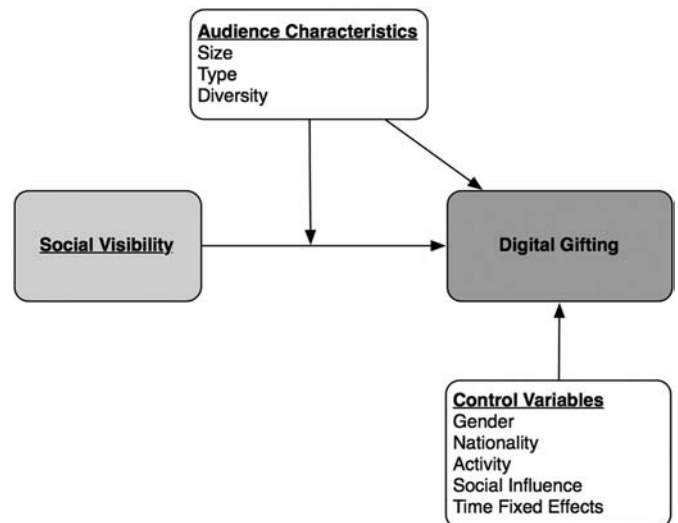 Audience Characteristics
Size
Type
Diversity
Social Visibility
Digital Gifting
Control Variables
Gender
Nationality
Activity
Social Influence
Time Fixed Effects